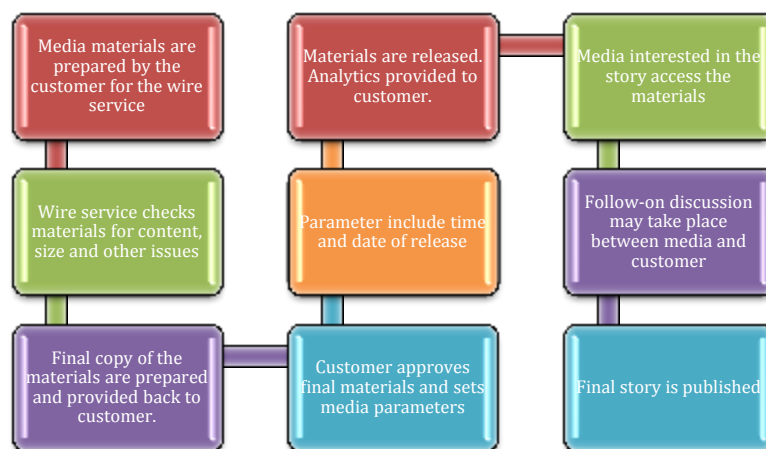 Media materials are
prepared by the
customer for the wire
service
Wire service checks
materials for content,
size and other issues
Final copy of the
materials are prepared
and provided back to
customer.
Customer approves
final materials and sets
media parameters
Parameter include time
and date of release
Materials are released.
Analytics provided to
customer.
Media interested in the
story access the
materials
Follow-on discussion
may take place
between media and
customer
Final story is published